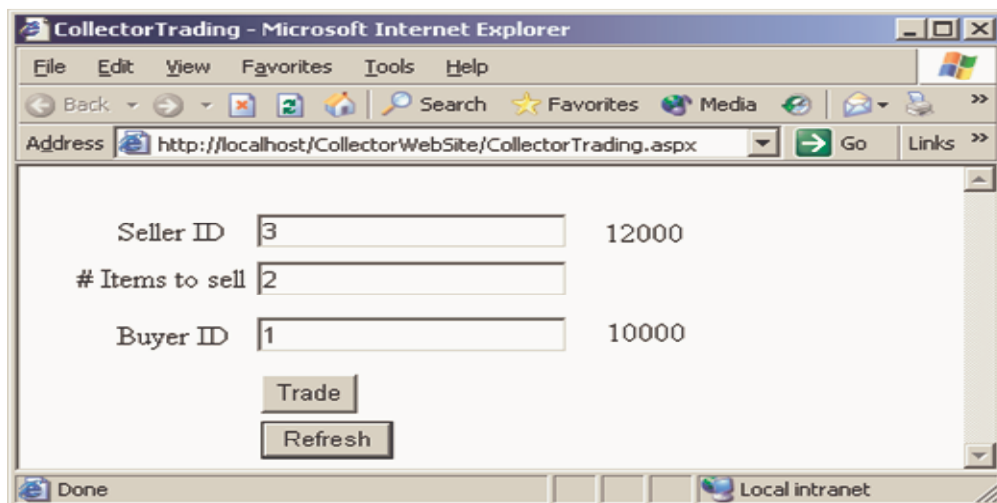 CollectorTrading - Microsoft Internet Explorer
File Edit View Favorites Tools Help
Back Search Favorites Media »
Address http://localhost/CollectorWebSite/CollectorTrading.aspx Go Links »
Seller ID 3 12000
# Items to sell 2
Buyer ID 1 10000
Trade
Refresh
Done Local intranet